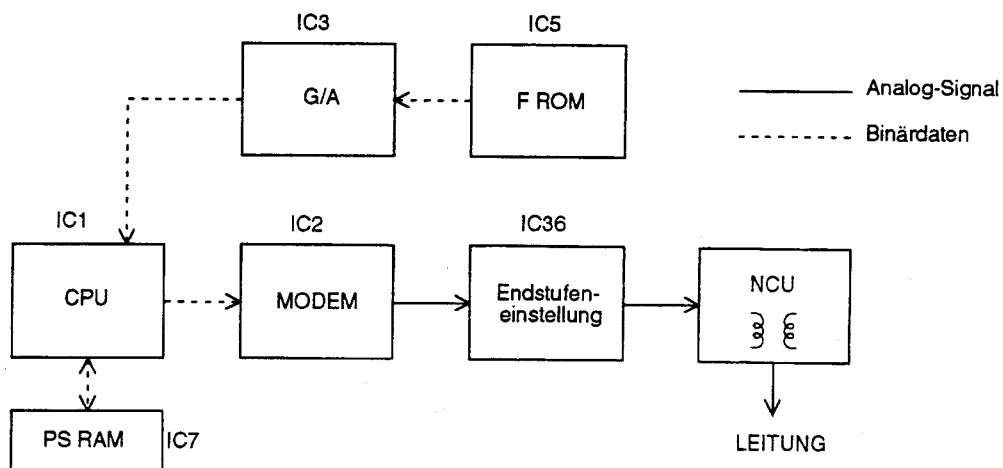 IC3
IC5
G/A
F ROM
Analog-Signal
Binärdaten
IC1
IC2
IC36
CPU
MODEM
Endstufen-
einstellung
NCU
PS RAM
IC7
LEITUNG